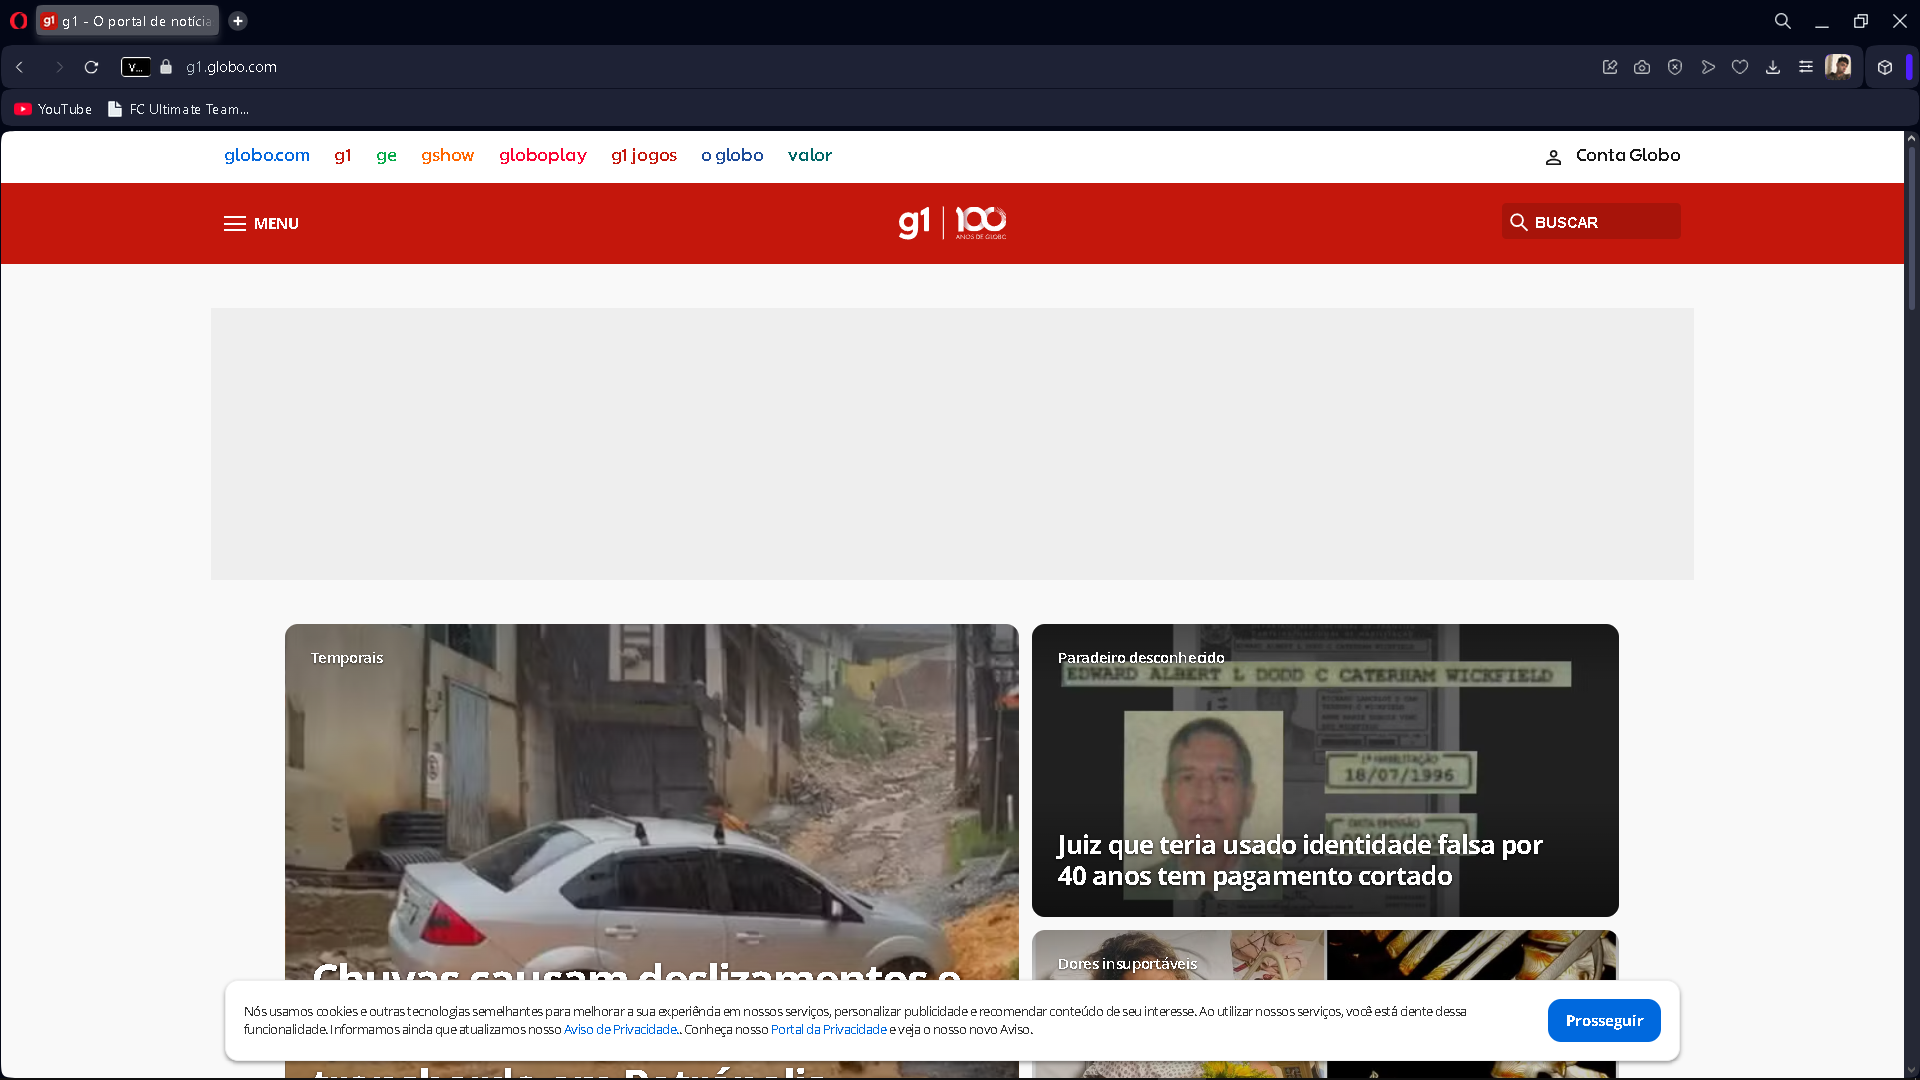 g1 - O portal de notícia
V...
g1.globo.com
YouTube
FC Ultimate Team...
globo.com g1 ge gshow globoplay g1 jogos o globo valor
Conta Globo
MENU
g1 | 100
ANOS DE GLOBO
BUSCAR
Temporais
Chuvas causam deslizamentos e
Paradeiro desconhecido
EDWARD ALBERT L DODD C CATERHAM WICKFIELD
1ª HABILITAÇÃO
18/07/1996
DATA EMISSÃO
Juiz que teria usado identidade falsa por
40 anos tem pagamento cortado
Dores insuportáveis
Nós usamos cookies e outras tecnologias semelhantes para melhorar a sua experiência em nossos serviços, personalizar publicidade e recomendar conteúdo de seu interesse. Ao utilizar nossos serviços, você está ciente dessa
funcionalidade. Informamos ainda que atualizamos nosso Aviso de Privacidade.. Conheça nosso Portal da Privacidade e veja o nosso novo Aviso.
Prosseguir